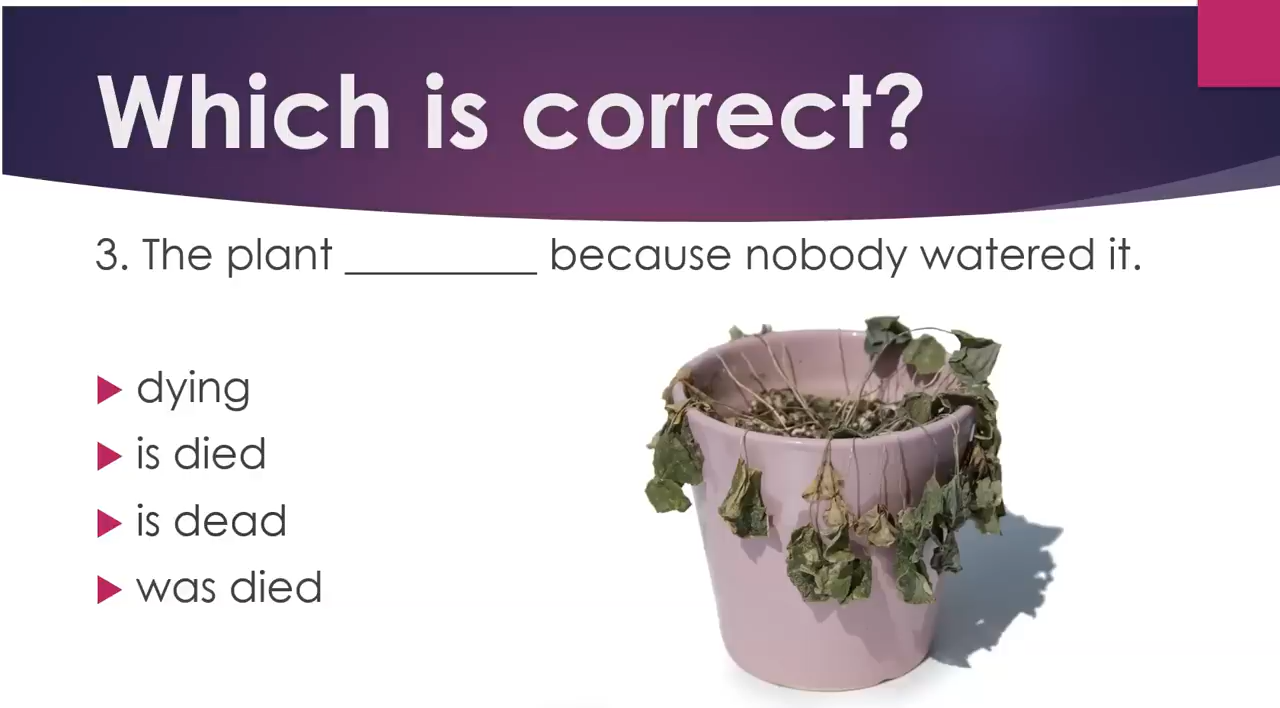 Which is correct?
3. The plant _________ because nobody watered it.
dying
is died
is dead
was died